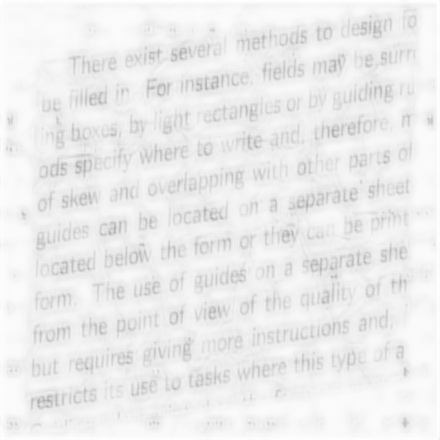 There exist several methods to design fo
be filled in. For instance, fields may be surr
ing boxes, by light rectangles or by guiding ru
ods specify where to write and, therefore, m
of skew and overlapping with other parts of
guides can be located on a separate sheet
located below the form or they can be print
form. The use of guides on a separate she
from the point of view of the quality of th
but requires giving more instructions and,
restricts its use to tasks where this type of a